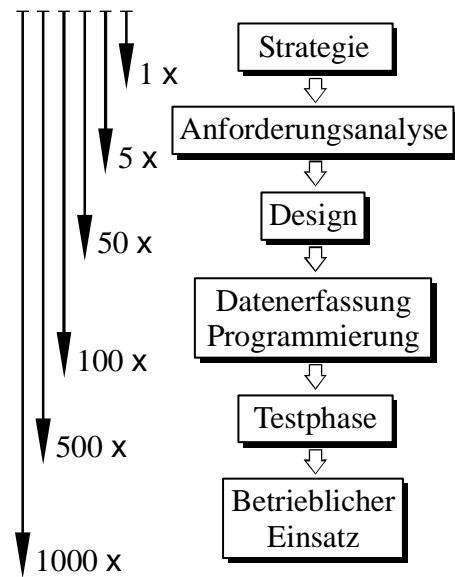 1 x
Strategie
5 x
Anforderungsanalyse
50 x
Design
100 x
Datenerfassung
Programmierung
500 x
Testphase
1000 x
Betrieblicher
Einsatz